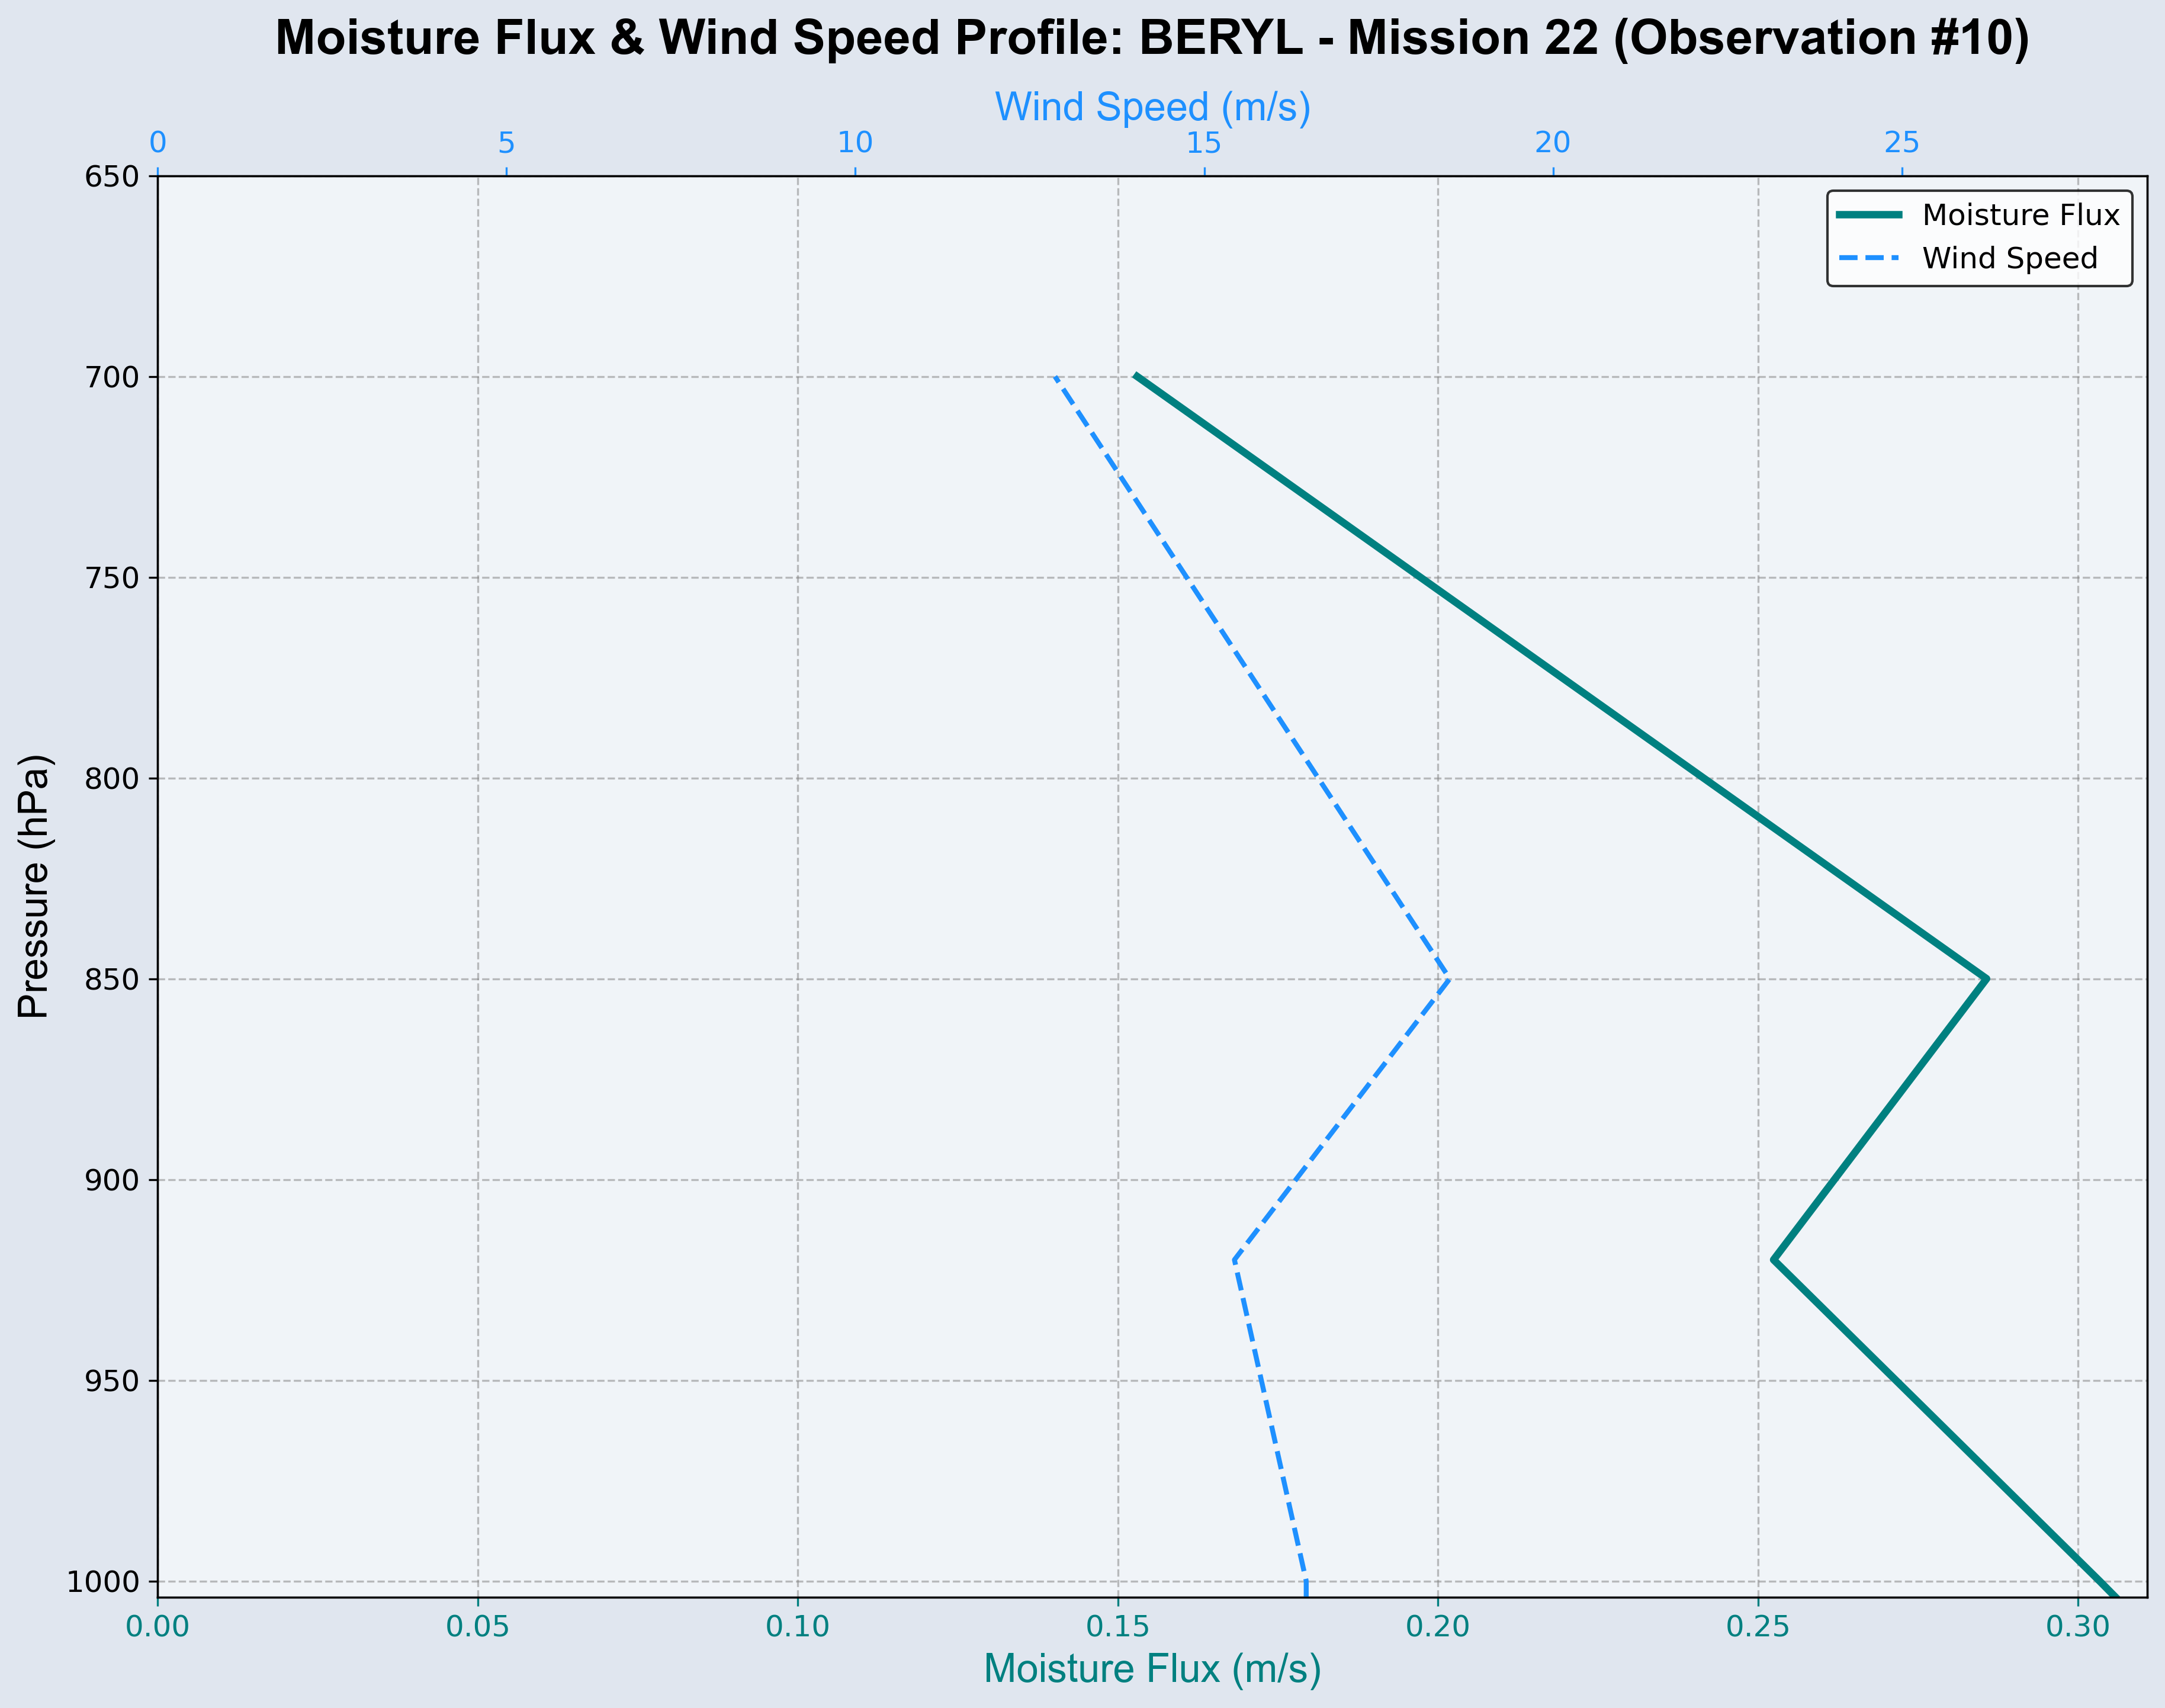 Moisture Flux & Wind Speed Profile: BERYL - Mission 22 (Observation #10)
Wind Speed (m/s)
0 5 10 15 20 25
Moisture Flux
Wind Speed
Pressure (hPa)
650
700
750
800
850
900
950
1000
0.00 0.05 0.10 0.15 0.20 0.25 0.30
Moisture Flux (m/s)